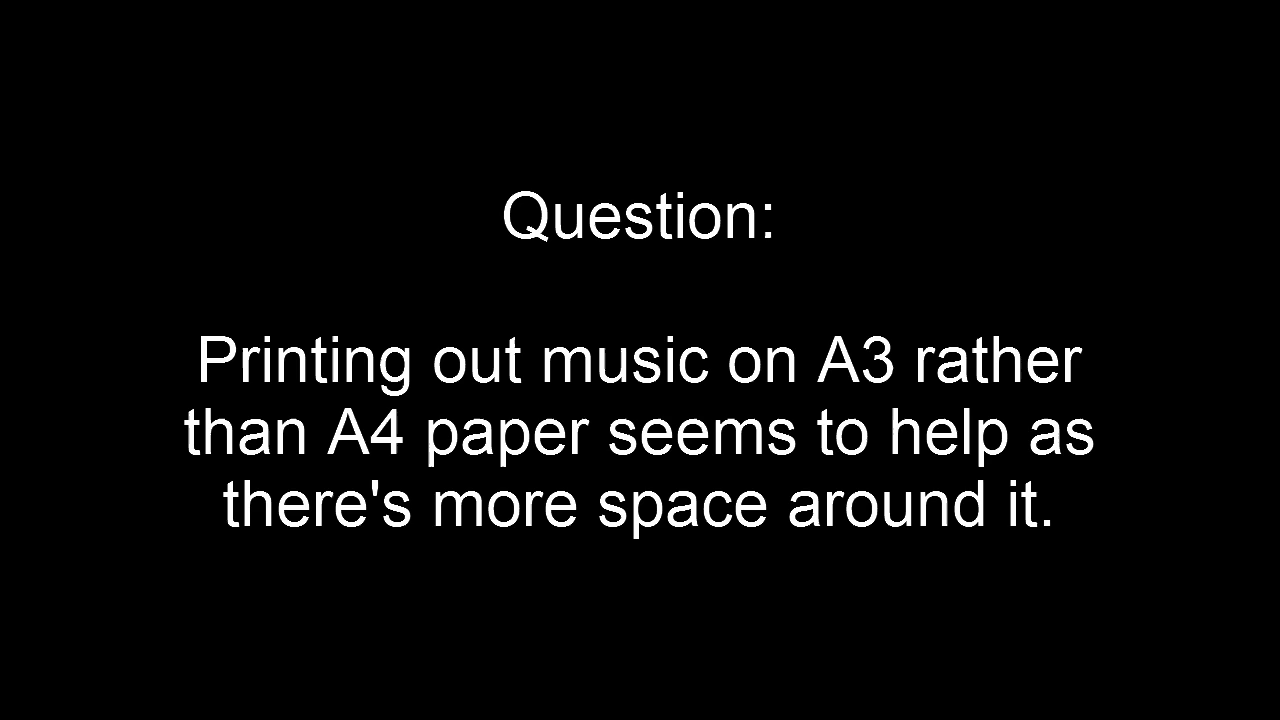 Question:
Printing out music on A3 rather
than A4 paper seems to help as
there's more space around it.